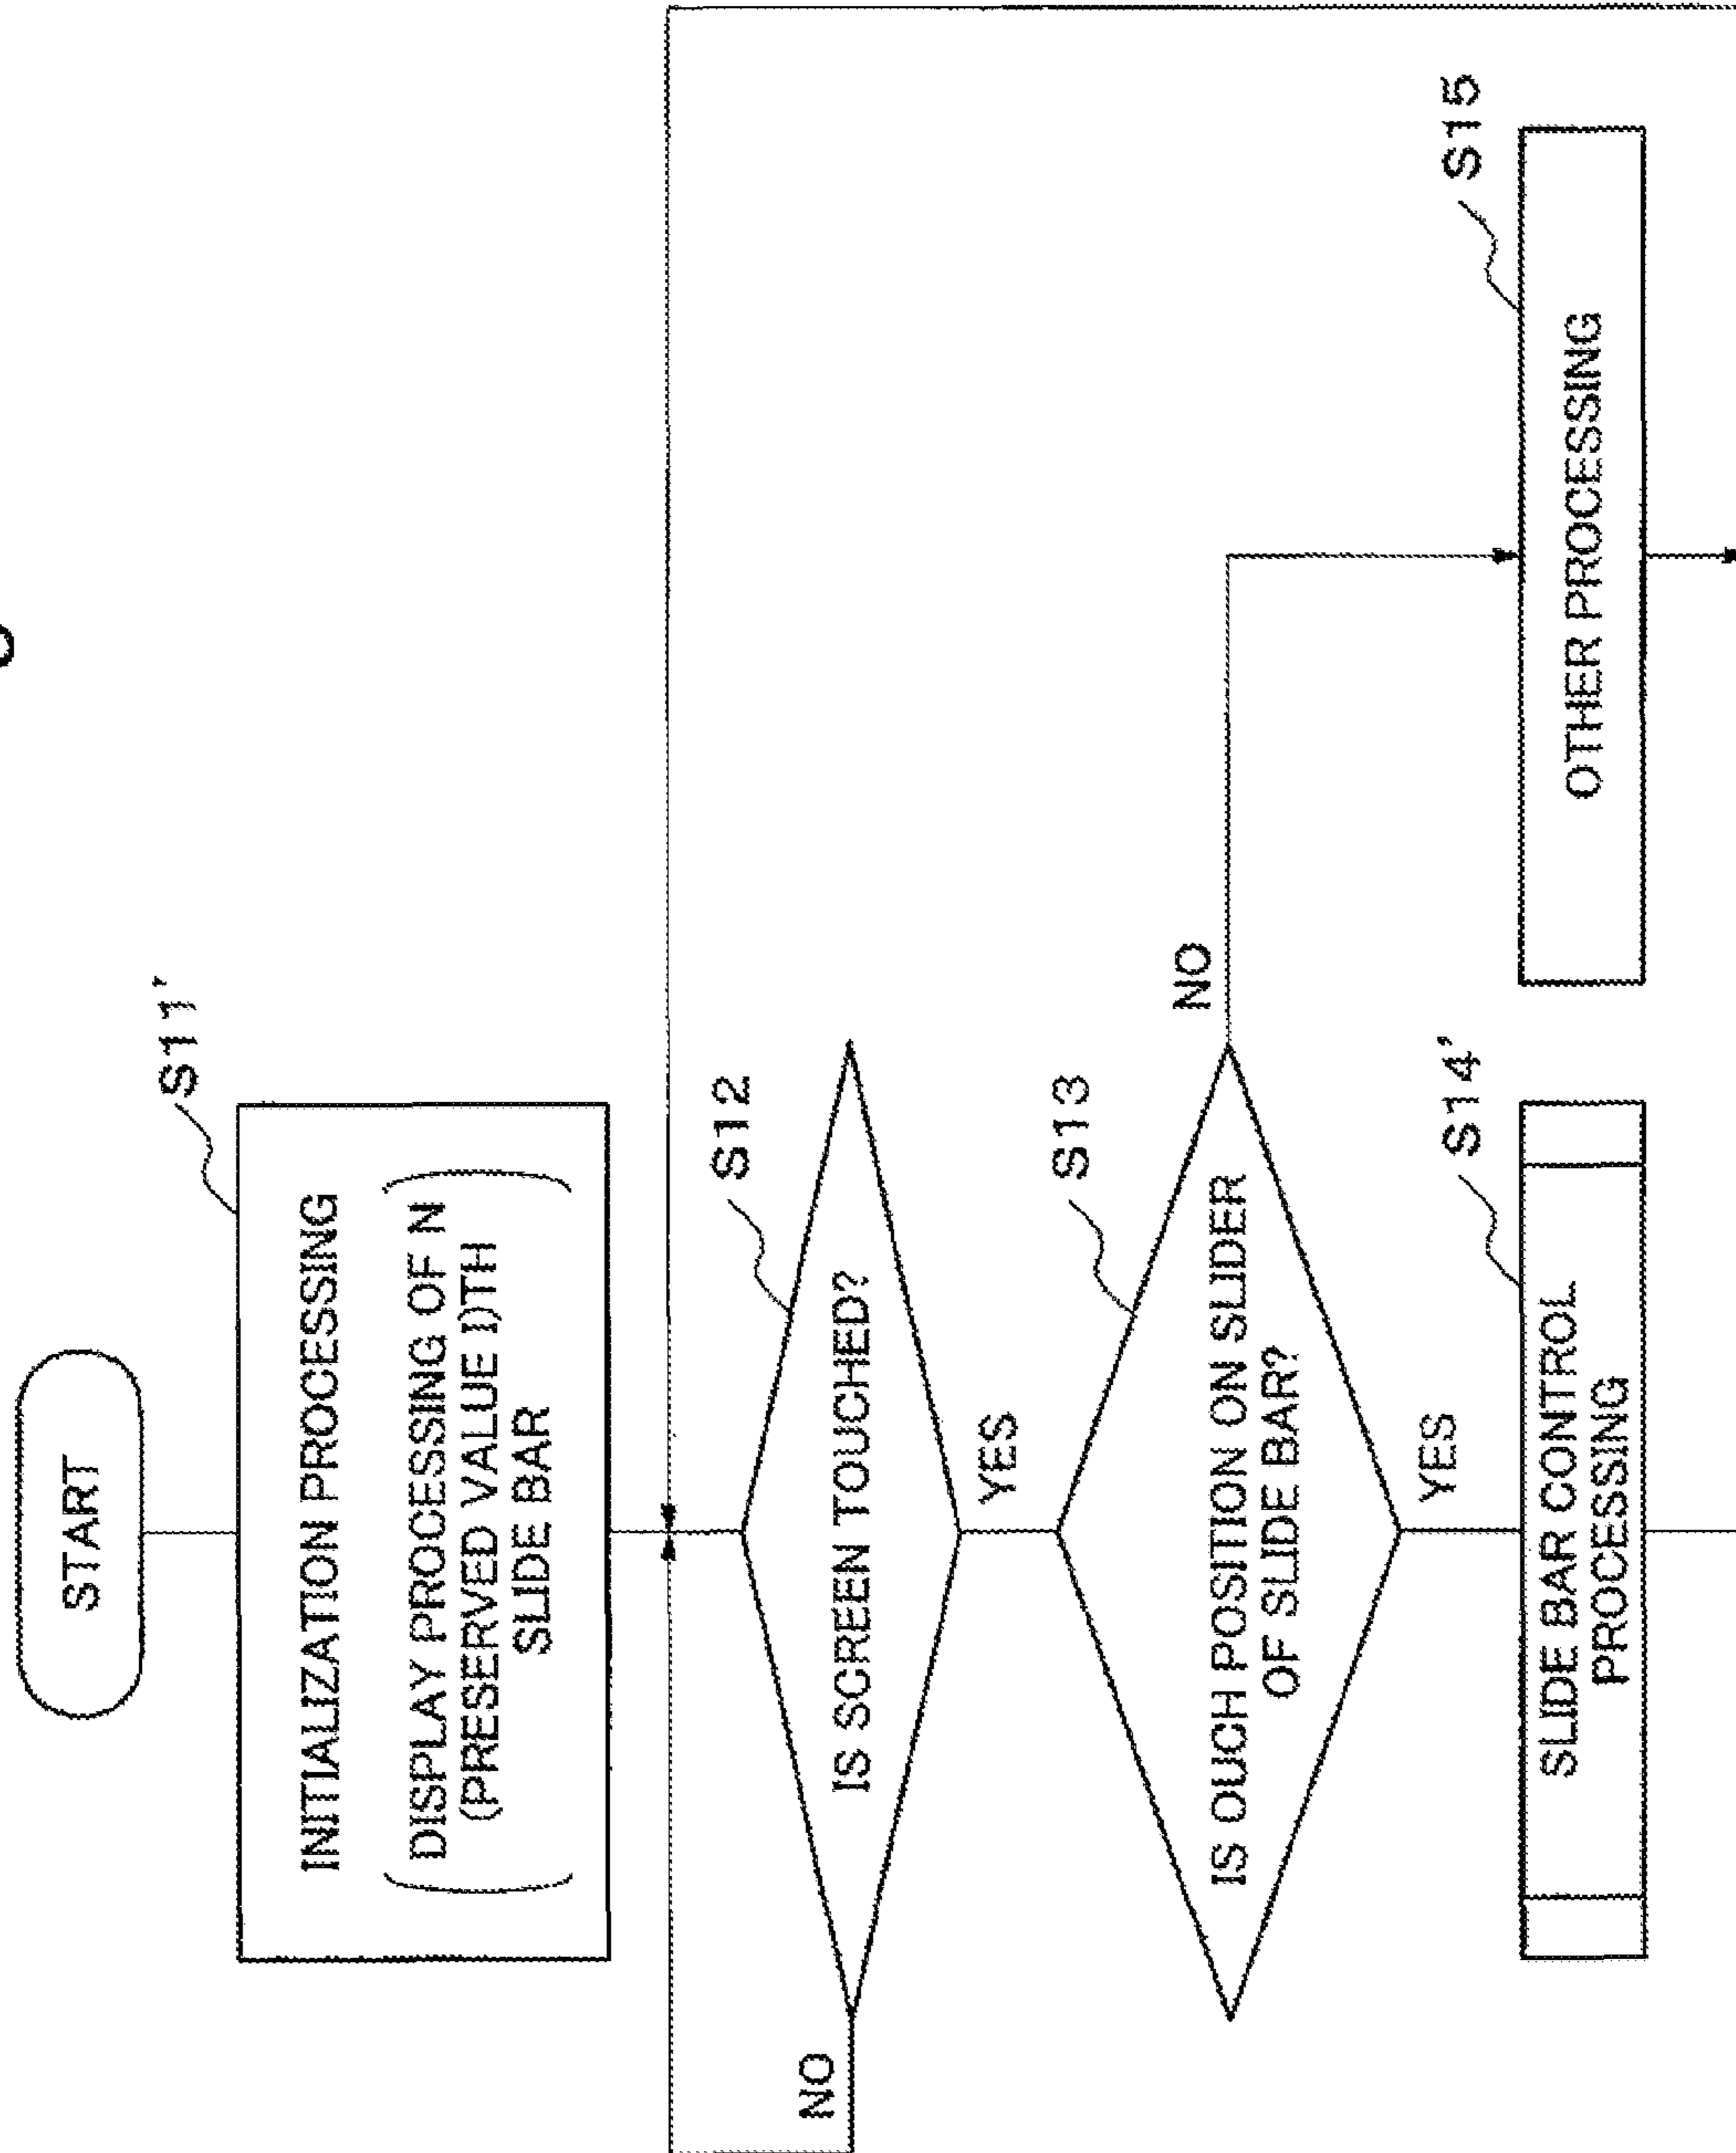 START
S11'
INITIALIZATION PROCESSING
DISPLAY PROCESSING OF N
(PRESERVED VALUE I)TH
SLIDE BAR
S12
IS SCREEN TOUCHED?
NO
YES
S13
IS OUCH POSITION ON SLIDER
OF SLIDE BAR?
NO
YES
S14'
SLIDE BAR CONTROL
PROCESSING
S15
OTHER PROCESSING